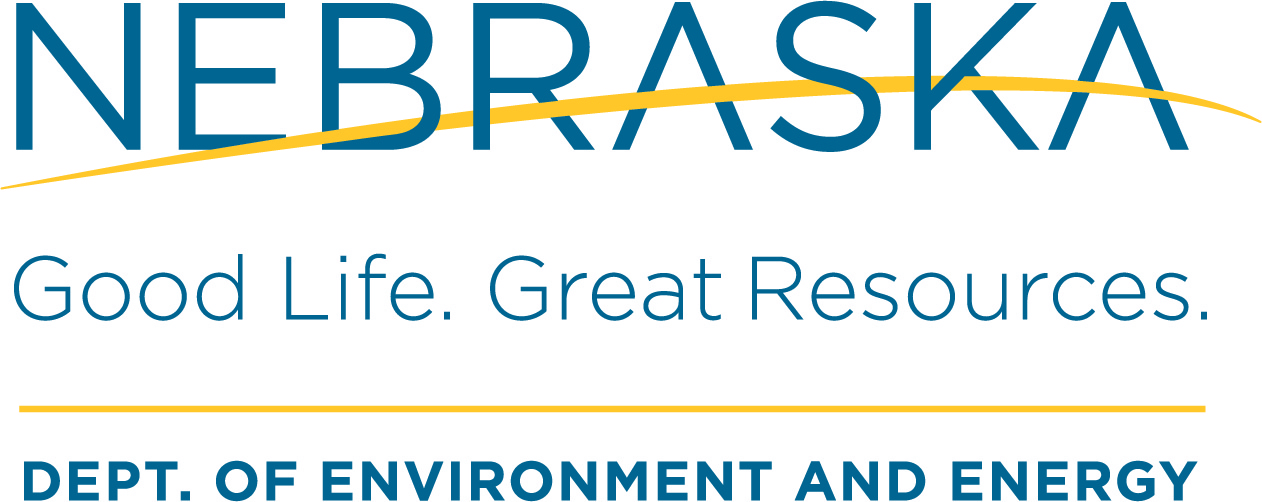 NEBRASKA
Good Life. Great Resources.
DEPT. OF ENVIRONMENT AND ENERGY